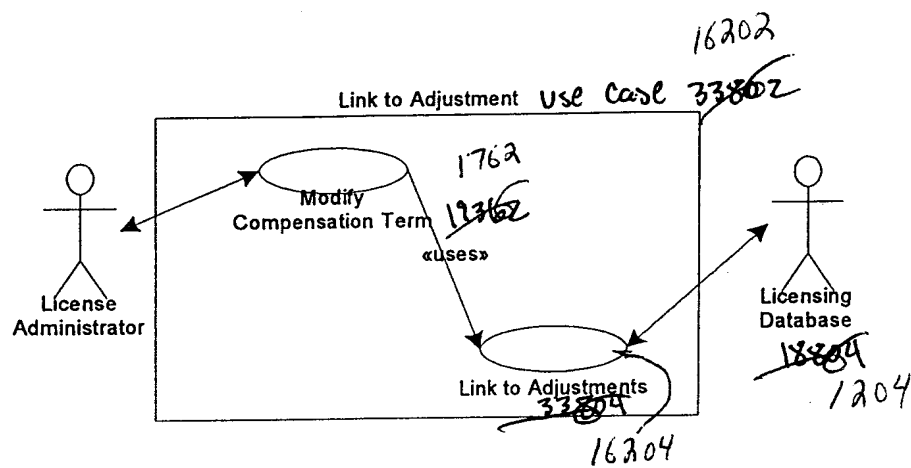 16202
Link to Adjustment use case 33802
1762
Modify
Compensation Term 19362
«uses»
License
Administrator
Licensing
Database
18804
1204
Link to Adjustments
33804
16204